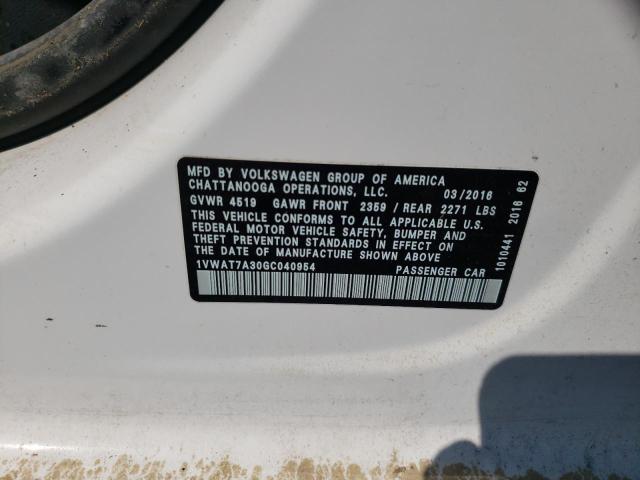 MFD BY VOLKSWAGEN GROUP OF AMERICA
CHATTANOOGA OPERATIONS, LLC. 03/2016
GVWR 4519 GAWR FRONT 2359 / REAR 2271 LBS
THIS VEHICLE CONFORMS TO ALL APPLICABLE U.S.
FEDERAL MOTOR VEHICLE SAFETY, BUMPER AND
THEFT PREVENTION STANDARDS IN EFFECT ON
THE DATE OF MANUFACTURE SHOWN ABOVE
1VWAT7A30GC040954 PASSENGER CAR
1010441 2016 62